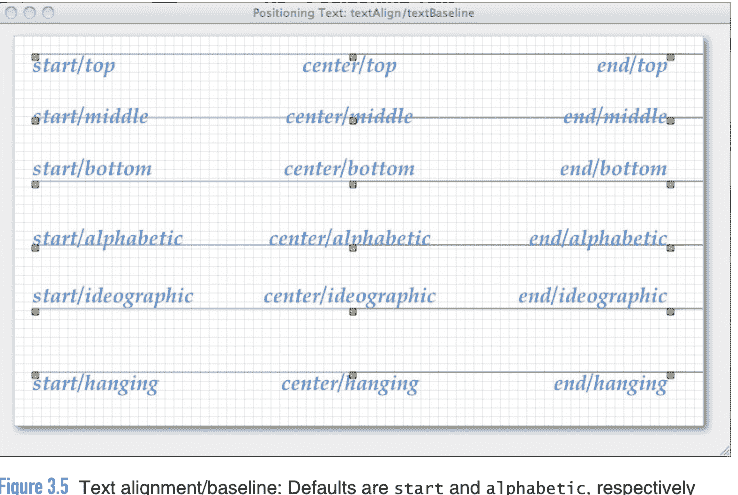 Positioning Text: textAlign/textBaseline
start/top center/top end/top
start/middle center/middle end/middle
start/bottom center/bottom end/bottom
start/alphabetic center/alphabetic end/alphabetic
start/ideographic center/ideographic end/ideographic
start/hanging center/hanging end/hanging
Figure 3.5 Text alignment/baseline: Defaults are start and alphabetic, respectively